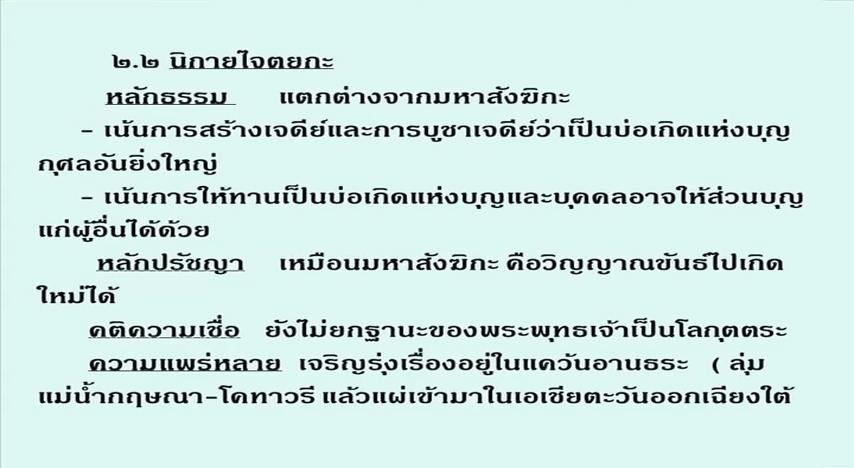 ๒.๒ นิกายไจตยกะ
หลักธรรม แตกต่างจากมหาสังฆิกะ
- เน้นการสร้างเจดีย์และการบูชาเจดีย์ว่าเป็นบ่อเกิดแห่งบุญ
กุศลอันยิ่งใหญ่
- เน้นการให้ทานเป็นบ่อเกิดแห่งบุญและบุคคลอาจให้ส่วนบุญ
แก่ผู้อื่นได้ด้วย
หลักปรัชญา เหมือนมหาสังฆิกะ คือวิญญาณขันธ์ไปเกิด
ใหม่ได้
คติความเชื่อ ยังไม่ยกฐานะของพระพุทธเจ้าเป็นโลกุตตระ
ความแพร่หลาย เจริญรุ่งเรื่องอยู่ในแคว้นอานธระ ( ลุ่ม
แม่น้ำกฤษณา-โคทาวรี แล้วแผ่เข้ามาในเอเชียตะวันออกเฉียงใต้